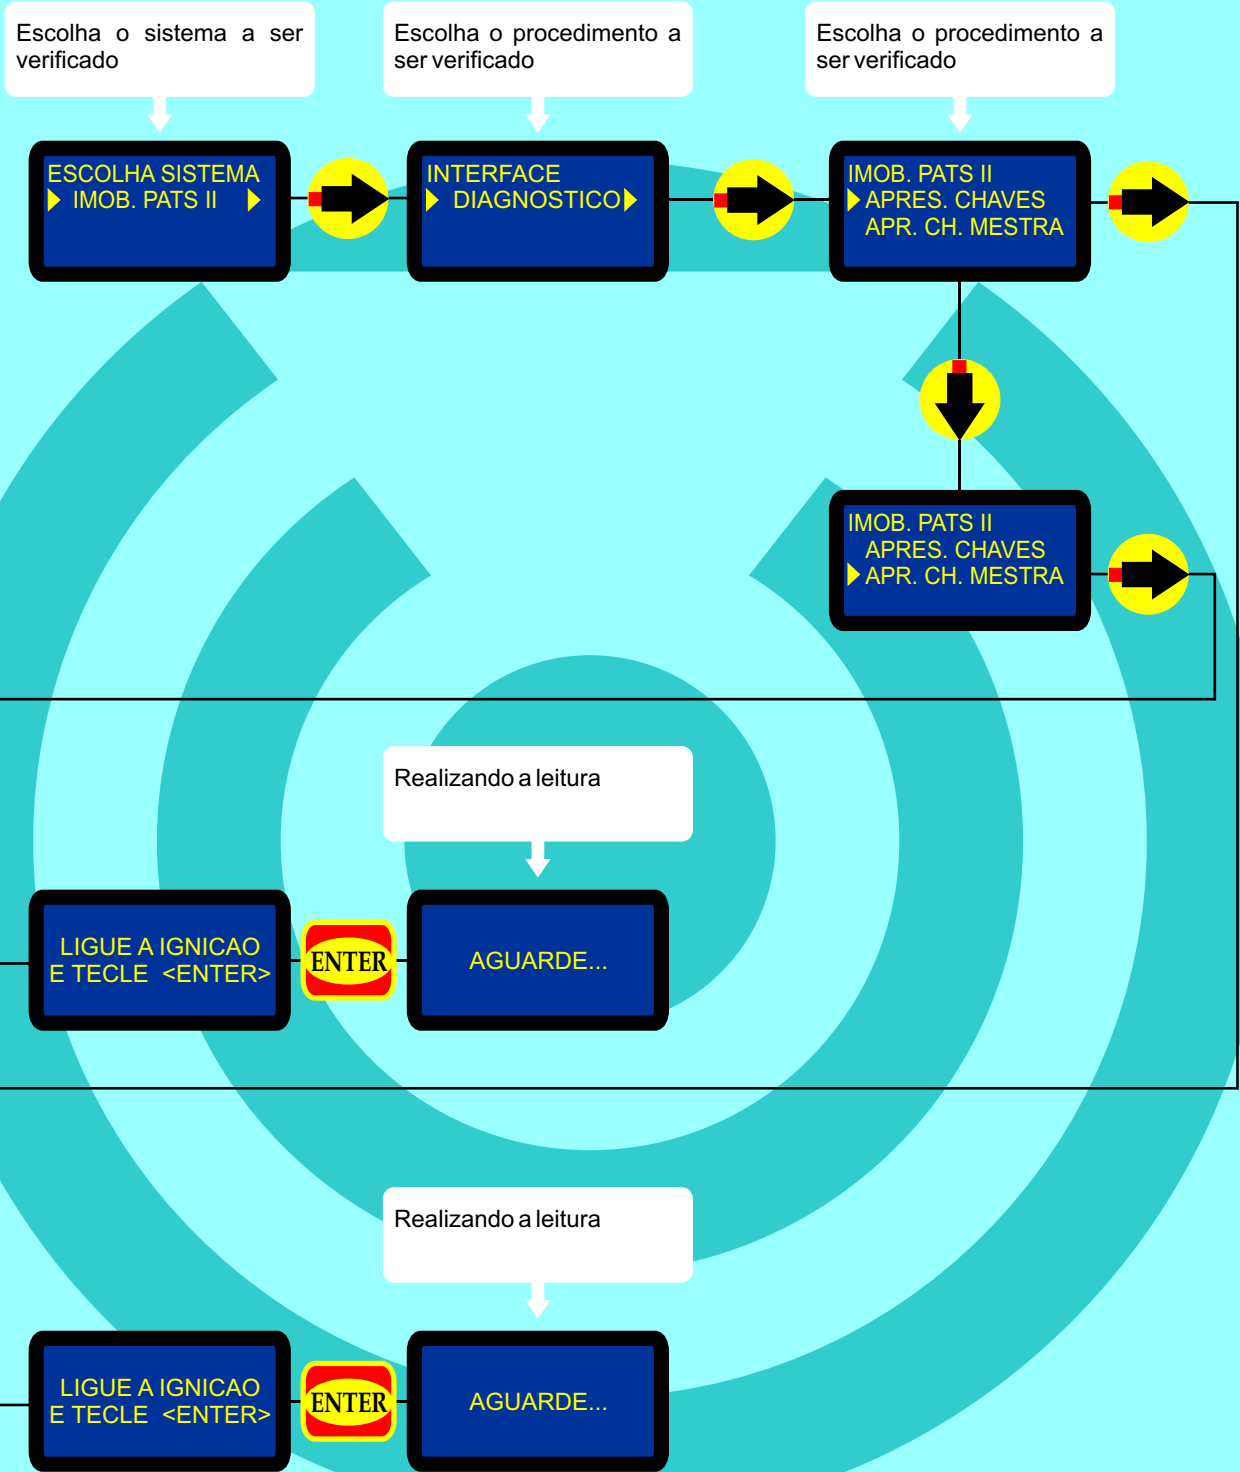 Escolha o sistema a ser
verificado
Escolha o procedimento a
ser verificado
Escolha o procedimento a
ser verificado
ESCOLHA SISTEMA
IMOB. PATS II
INTERFACE
DIAGNOSTICO
IMOB. PATS II
APRES. CHAVES
APR. CH. MESTRA
IMOB. PATS II
APRES. CHAVES
APR. CH. MESTRA
Realizando a leitura
LIGUE A IGNICAO
E TECLE <ENTER>
ENTER
AGUARDE...
Realizando a leitura
LIGUE A IGNICAO
E TECLE <ENTER>
ENTER
AGUARDE...